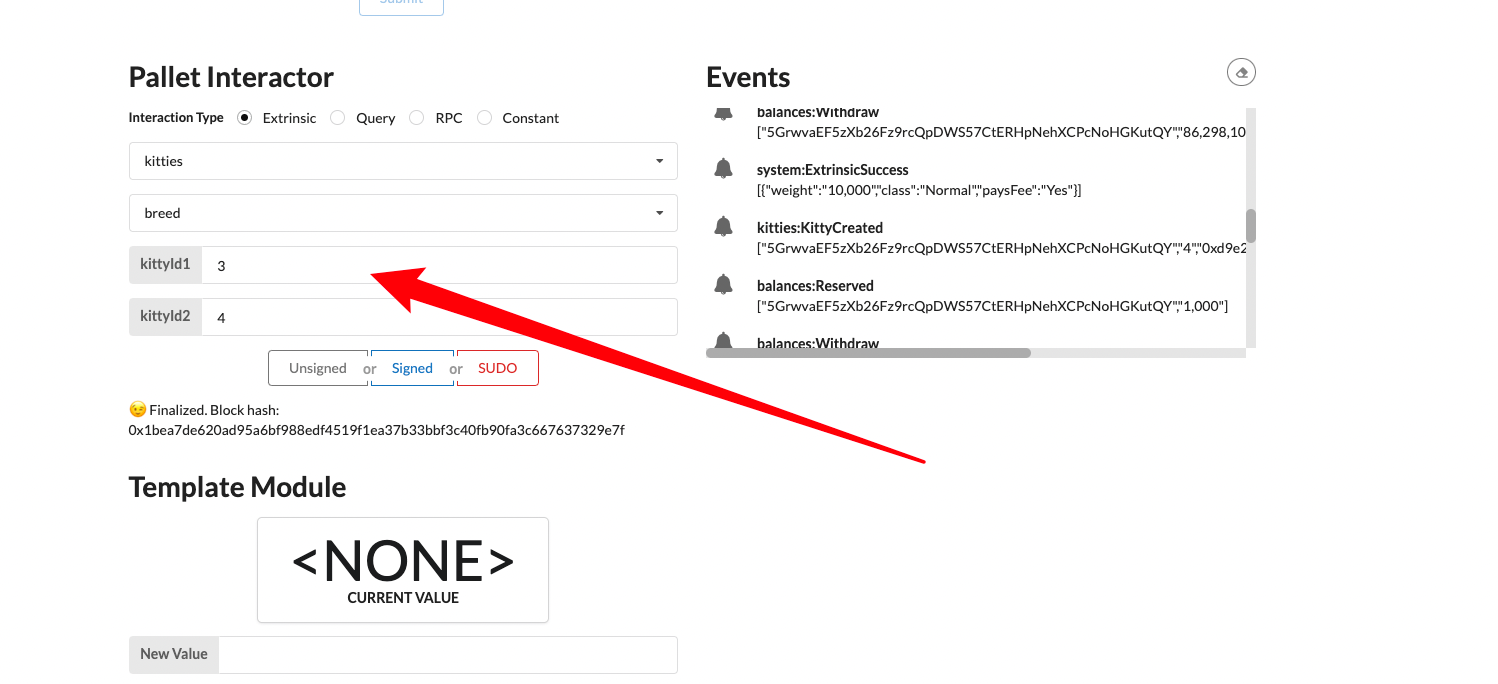 Submit
Pallet Interactor
Interaction Type Extrinsic Query RPC Constant
kitties
breed
kittyId1 3
kittyId2 4
Unsigned or Signed or SUDO
😉 Finalized. Block hash:
0x1bea7de620ad95a6bf988edf4519f1ea37b33bbf3c40fb90fa3c667637329e7f
Template Module
<NONE>
CURRENT VALUE
New Value
Events
balances:Withdraw
["5GrwvaEF5zXb26Fz9rcQpDWS57CtERHpNehXCPcNoHGKutQY","86,298,10
system:ExtrinsicSuccess
[{"weight":"10,000","class":"Normal","paysFee":"Yes"}]
kitties:KittyCreated
["5GrwvaEF5zXb26Fz9rcQpDWS57CtERHpNehXCPcNoHGKutQY","4","0xd9e2
balances:Reserved
["5GrwvaEF5zXb26Fz9rcQpDWS57CtERHpNehXCPcNoHGKutQY","1,000"]
balances:Withdraw